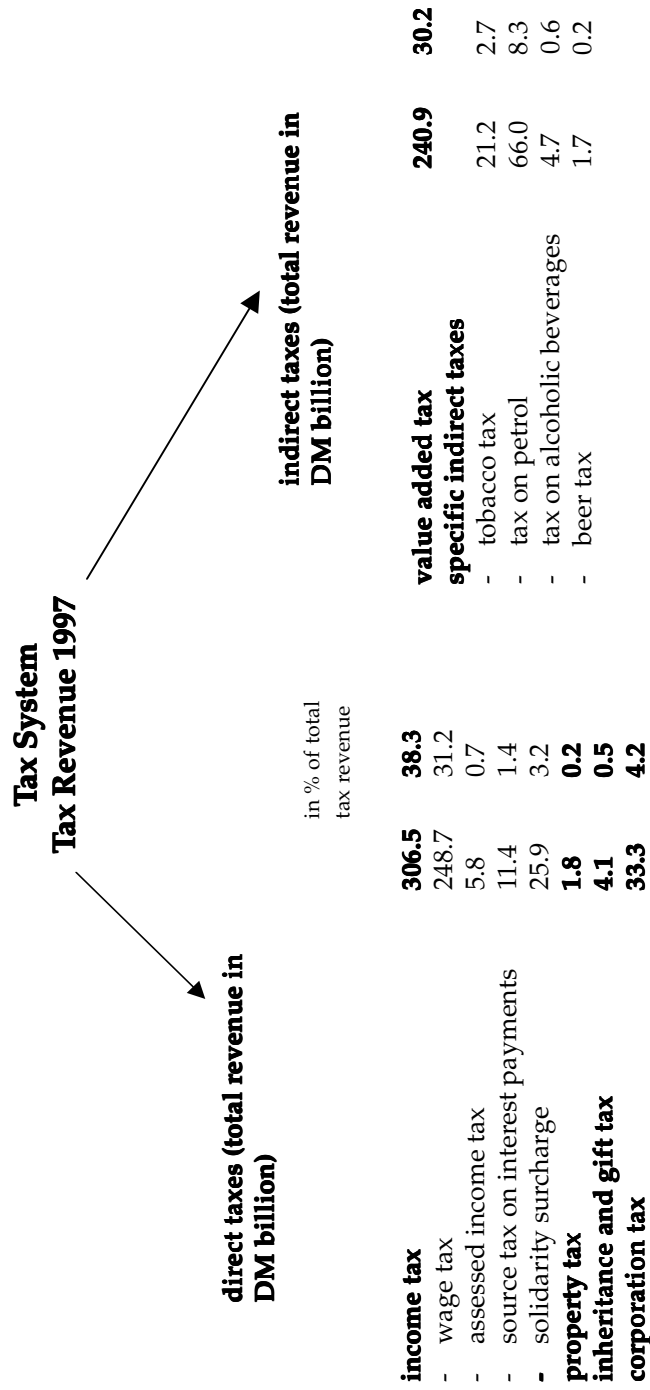 Tax System
Tax Revenue 1997
direct taxes (total revenue in
DM billion)
in % of total
tax revenue
income tax 306.5 38.3
- wage tax 248.7 31.2
- assessed income tax 5.8 0.7
- source tax on interest payments 11.4 1.4
- solidarity surcharge 25.9 3.2
property tax 1.8 0.2
inheritance and gift tax 4.1 0.5
corporation tax 33.3 4.2
indirect taxes (total revenue in
DM billion)
value added tax 240.9 30.2
specific indirect taxes
- tobacco tax 21.2 2.7
- tax on petrol 66.0 8.3
- tax on alcoholic beverages 4.7 0.6
- beer tax 1.7 0.2